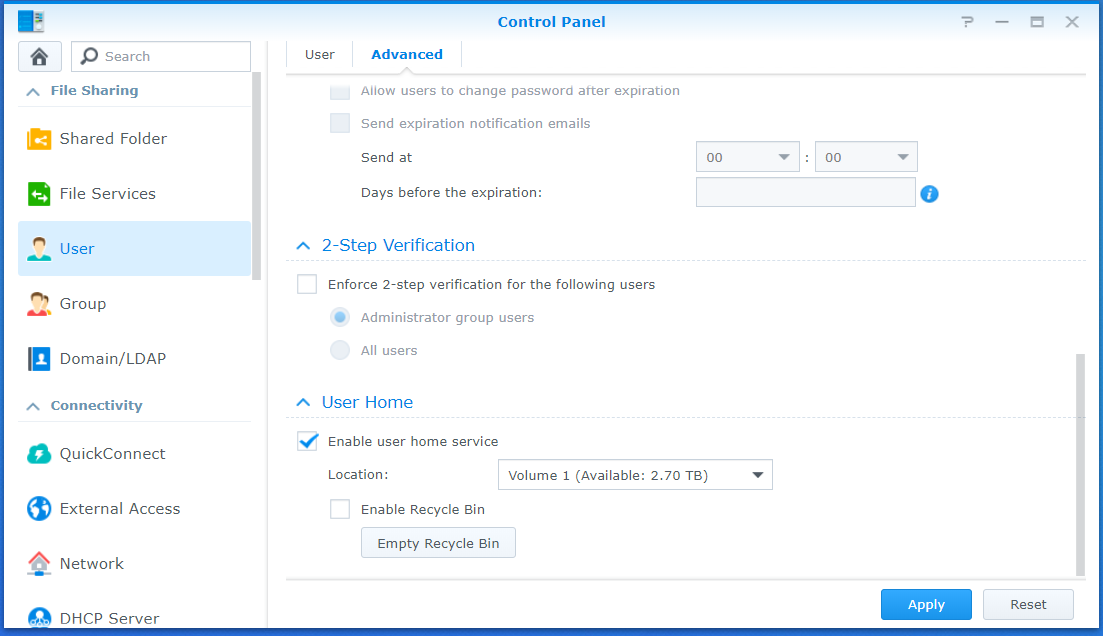 Control Panel
Search
User
Advanced
File Sharing
Shared Folder
File Services
User
Group
Domain/LDAP
Connectivity
QuickConnect
External Access
Network
DHCP Server
Allow users to change password after expiration
Send expiration notification emails
Send at 00 : 00
Days before the expiration:
2-Step Verification
Enforce 2-step verification for the following users
Administrator group users
All users
User Home
Enable user home service
Location: Volume 1 (Available: 2.70 TB)
Enable Recycle Bin
Empty Recycle Bin
Apply
Reset